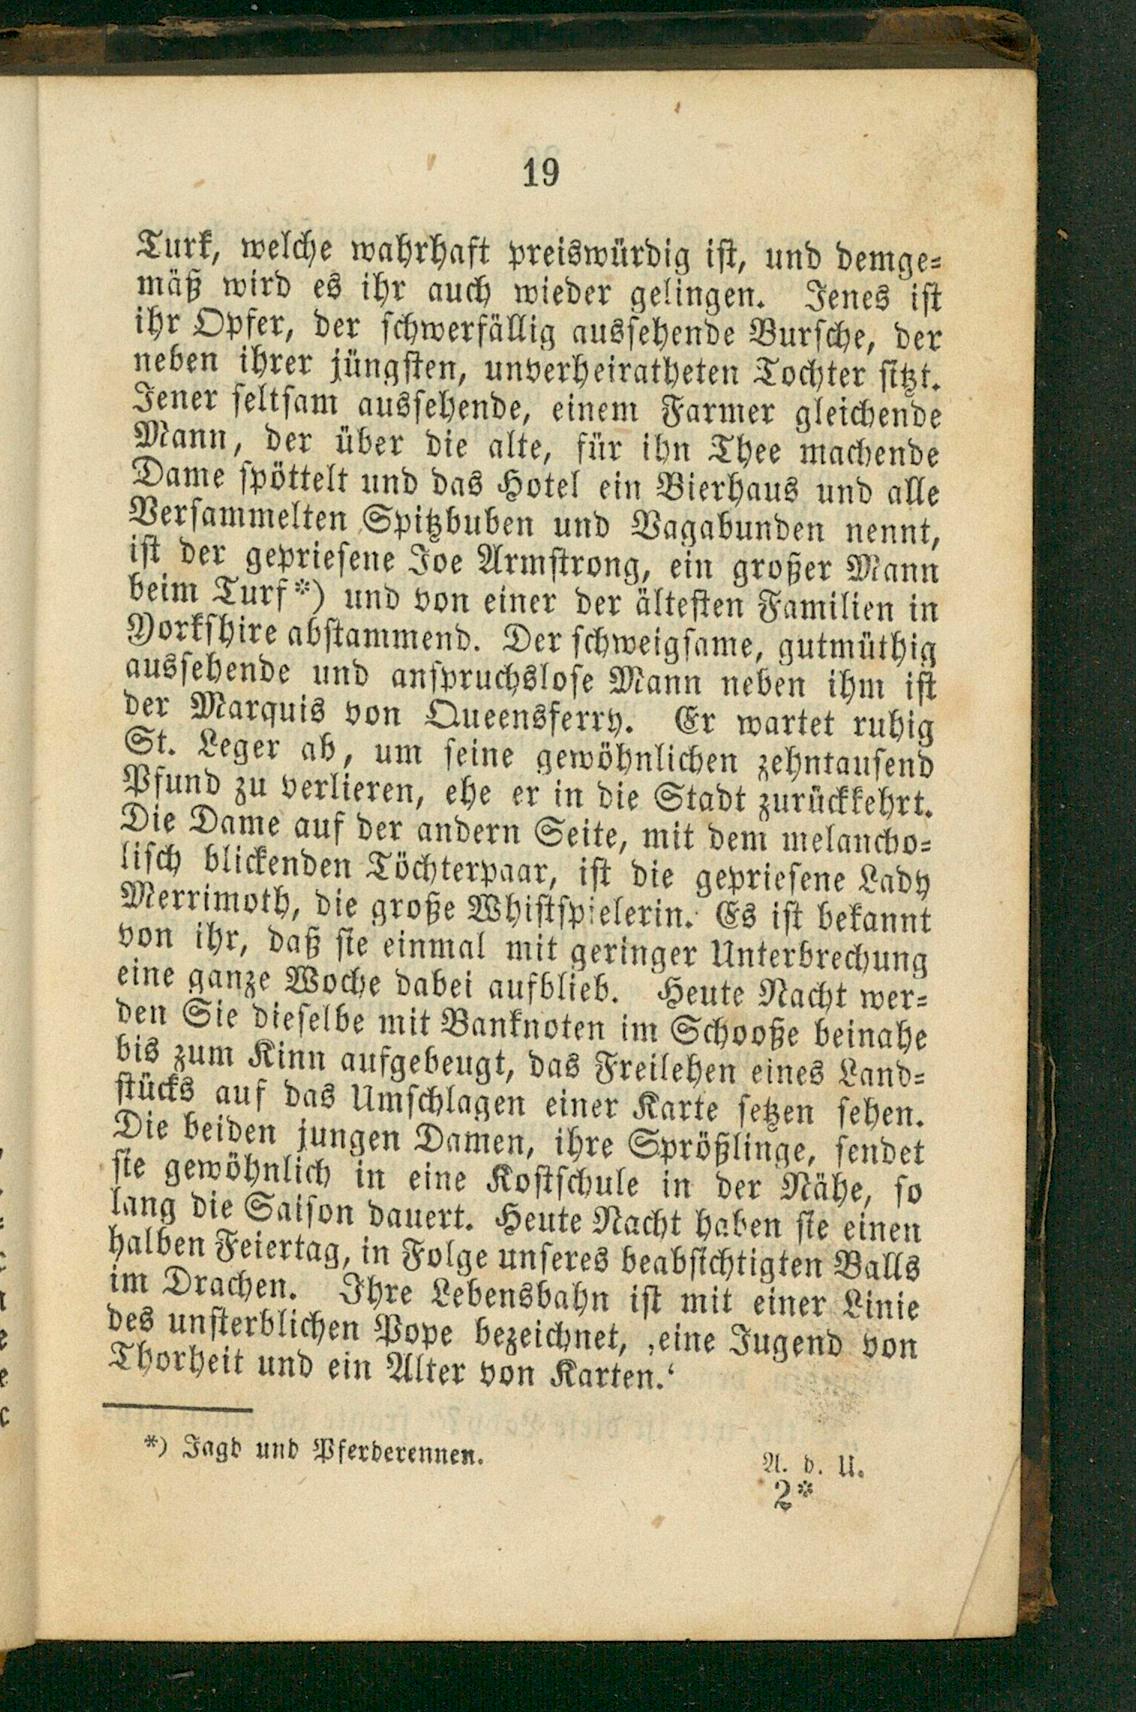 19
Turk, welche wahrhaft preiswürdig ist, und demge-
mäß wird es ihr auch wieder gelingen. Jenes ist
ihr Opfer, der schwerfällig aussehende Bursche, der
neben ihrer jüngsten, unverheiratheten Tochter sitzt.
Jener seltsam aussehende, einem Farmer gleichende
Mann, der über die alte, für ihn Thee machende
Dame spöttelt und das Hotel ein Bierhaus und alle
Versammelten Spitzbuben und Vagabunden nennt,
ist der gepriesene Joe Armstrong, ein großer Mann
beim Turf*) und von einer der ältesten Familien in
Yorkshire abstammend. Der schweigsame, gutmüthig
aussehende und anspruchslose Mann neben ihm ist
der Marquis von Queensferry. Er wartet ruhig
St. Leger ab, um seine gewöhnlichen zehntausend
Pfund zu verlieren, ehe er in die Stadt zurückkehrt.
Die Dame auf der andern Seite, mit dem melancho-
lisch blickenden Töchterpaar, ist die gepriesene Lady
Merrimoth, die große Whistspielerin. Es ist bekannt
von ihr, daß sie einmal mit geringer Unterbrechung
eine ganze Woche dabei aufblieb. Heute Nacht wer-
den Sie dieselbe mit Banknoten im Schooße beinahe
bis zum Kinn aufgebeugt, das Freilehen eines Land-
stücks auf das Umschlagen einer Karte setzen sehen.
Die beiden jungen Damen, ihre Sprößlinge, sendet
sie gewöhnlich in eine Kostschule in der Nähe, so
lang die Saison dauert. Heute Nacht haben sie einen
halben Feiertag, in Folge unseres beabsichtigten Balls
im Drachen. Ihre Lebensbahn ist mit einer Linie
des unsterblichen Pope bezeichnet, ‚eine Jugend von
Thorheit und ein Alter von Karten.‘
*) Jagd und Pferderennen.
A. d. U.
2*